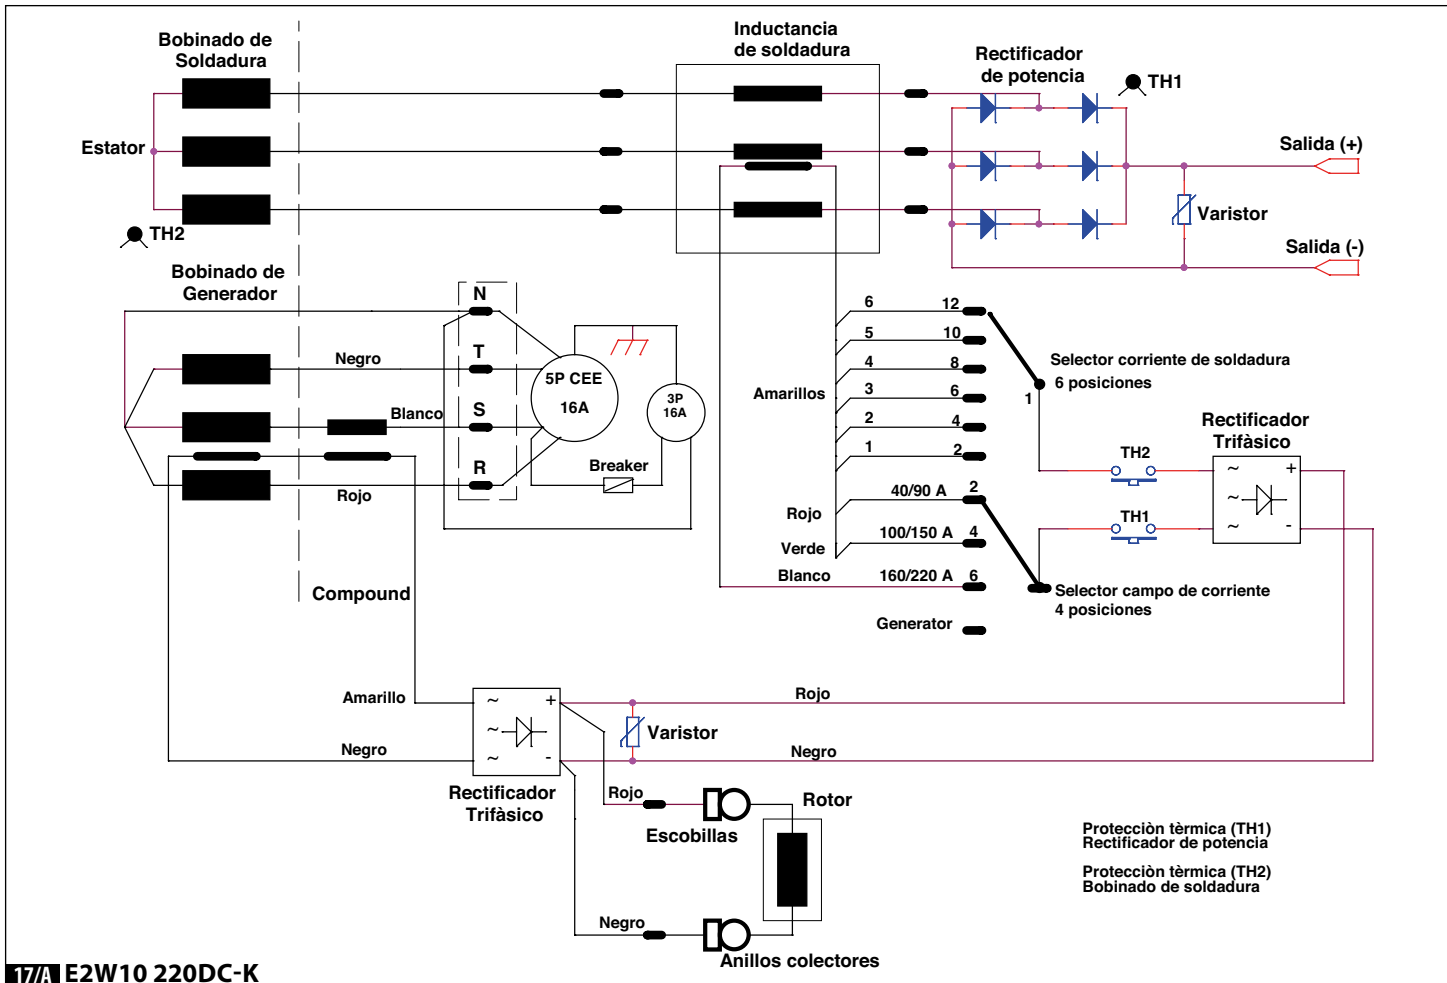 Bobinado de
Soldadura
Inductancia
de soldadura
Rectificador
de potencia
TH1
Estator
Salida (+)
Varistor
TH2
Salida (-)
Bobinado de
Generador
N
Negro
T
5P CEE
16A
3P
16A
Blanco
S
Breaker
R
Rojo
6
12
5
10
4
8
Amarillos
3
6
2
4
1
2
Selector corriente de soldadura
6 posiciones
1
Rectificador
Trifàsico
TH2
~
+
~
TH1
~
-
Rojo
40/90 A
2
Verde
100/150 A
4
Blanco
160/220 A
6
Selector campo de corriente
4 posiciones
Generator
Compound
Amarillo
~
+
~
Negro
~
-
Rojo
Varistor
Negro
Rectificador
Trifàsico
Rojo
Escobillas
Rotor
Negro
Anillos colectores
Protecciòn tèrmica (TH1)
Rectificador de potencia
Protecciòn tèrmica (TH2)
Bobinado de soldadura
17/A E2W10 220DC-K